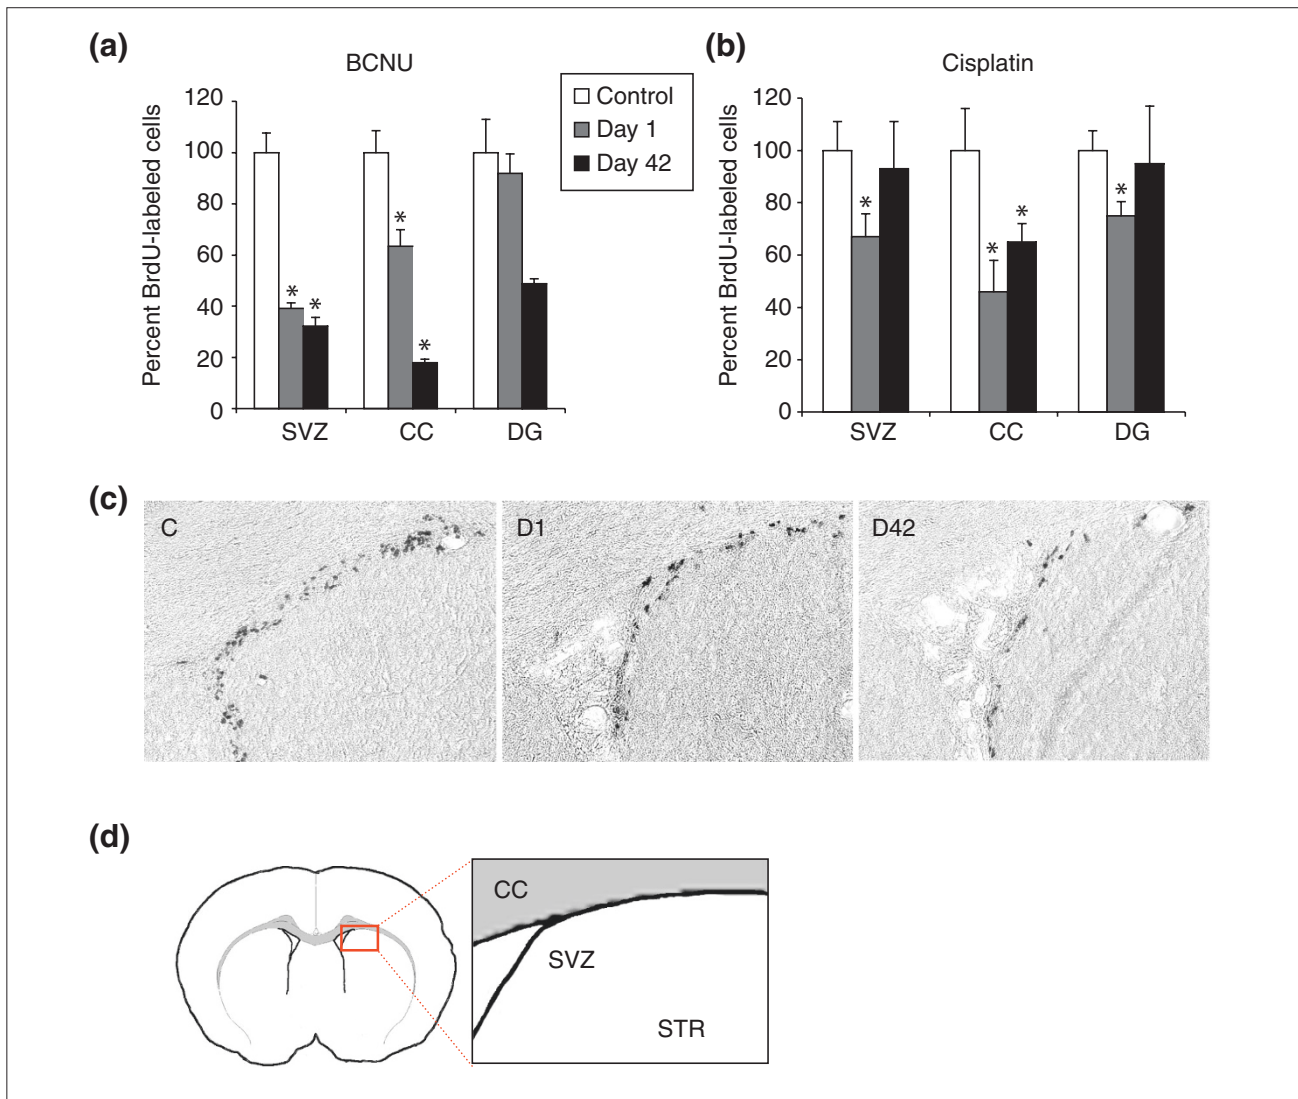 (a)
BCNU
Percent BrdU-labeled cells
120
100
80
60
40
20
0
* * * *
SVZ CC DG
Control
Day 1
Day 42
(b)
Cisplatin
Percent BrdU-labeled cells
120
100
80
60
40
20
0
* * * *
SVZ CC DG
(c)
C D1 D42
(d)
CC
SVZ
STR